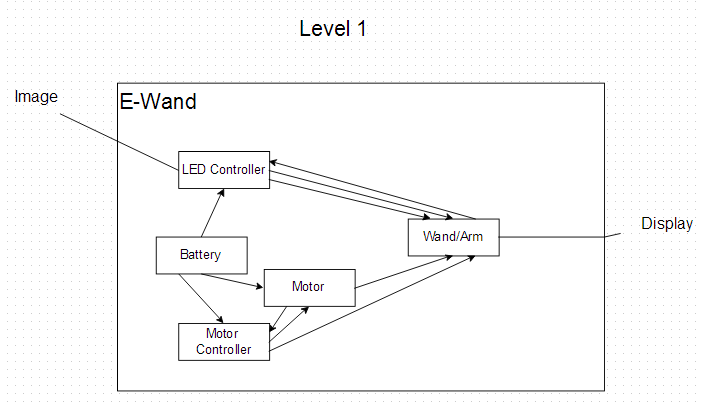 Level 1
Image
E-Wand
LED Controller
Display
Wand/Arm
Battery
Motor
Motor
Controller